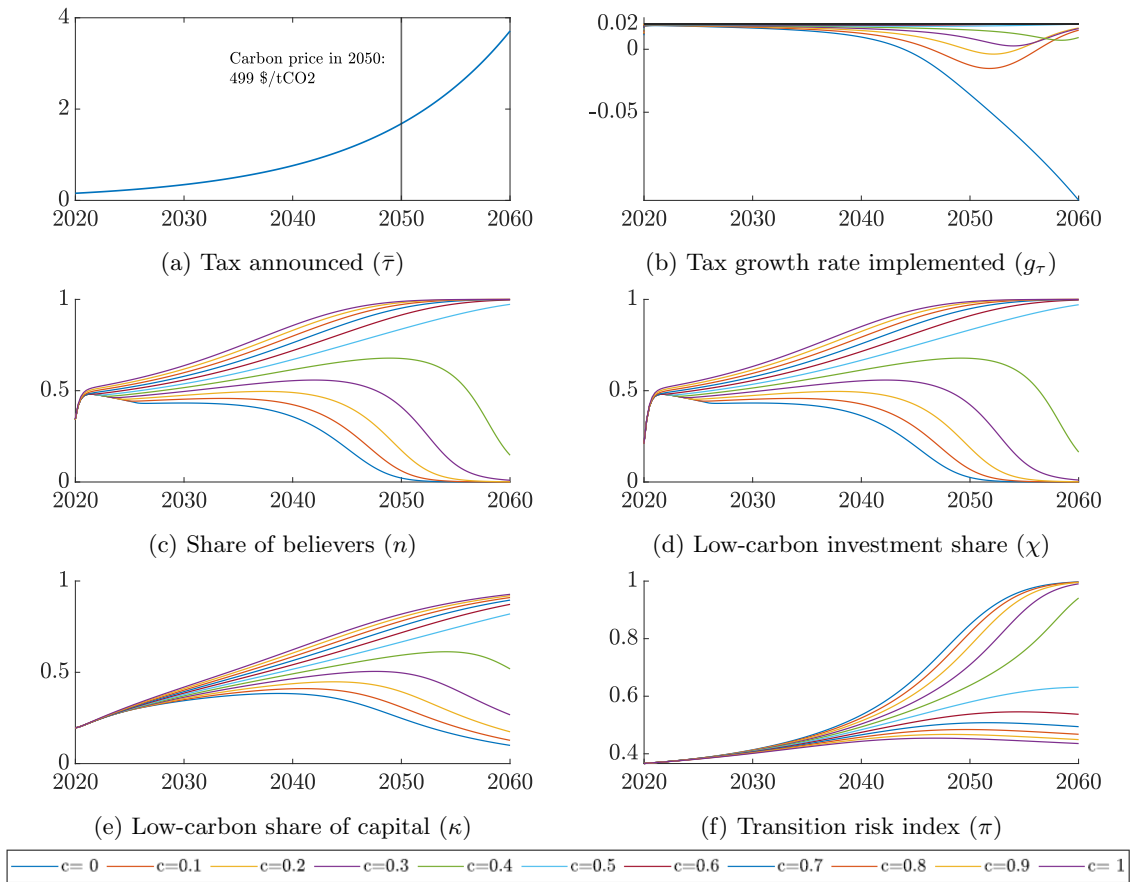 4
2
0
2020 2030 2040 2050 2060
Carbon price in 2050:
499 $/tCO2
(a) Tax announced (τ̄)
0.02
0
-0.05
2020 2030 2040 2050 2060
(b) Tax growth rate implemented (gτ)
1
0.5
0
2020 2030 2040 2050 2060
(c) Share of believers (n)
1
0.5
0
2020 2030 2040 2050 2060
(d) Low-carbon investment share (χ)
1
0.5
0
2020 2030 2040 2050 2060
(e) Low-carbon share of capital (κ)
1
0.8
0.6
0.4
2020 2030 2040 2050 2060
(f) Transition risk index (π)
c= 0 c=0.1 c=0.2 c=0.3 c=0.4 c=0.5 c=0.6 c=0.7 c=0.8 c=0.9 c= 1